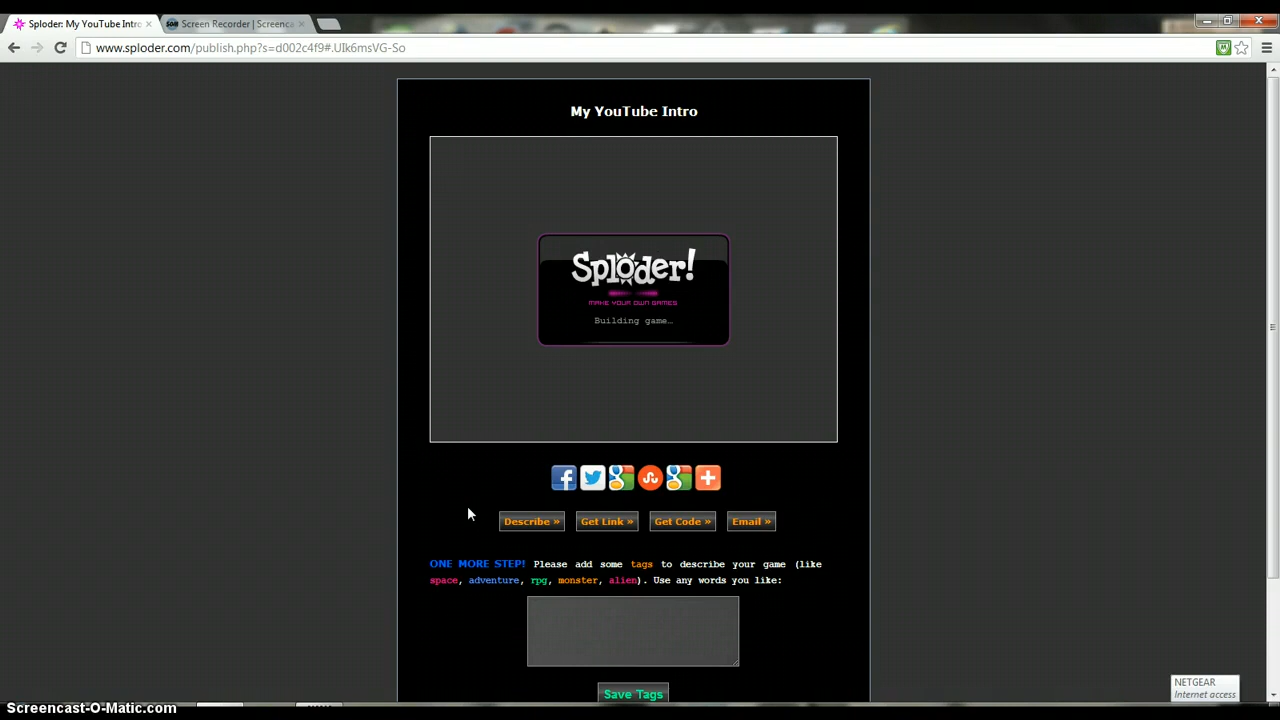 Sploder: My YouTube Intro
Screen Recorder | Screenca
www.sploder.com/publish.php?s=d002c4f9#.UIk6msVG-So
My YouTube Intro
Sploder!
MAKE YOUR OWN GAMES
Building game…
Describe »
Get Link »
Get Code »
Email »
ONE MORE STEP! Please add some tags to describe your game (like
space, adventure, rpg, monster, alien). Use any words you like:
Save Tags
NETGEAR
Internet access
Screencast-O-Matic.com